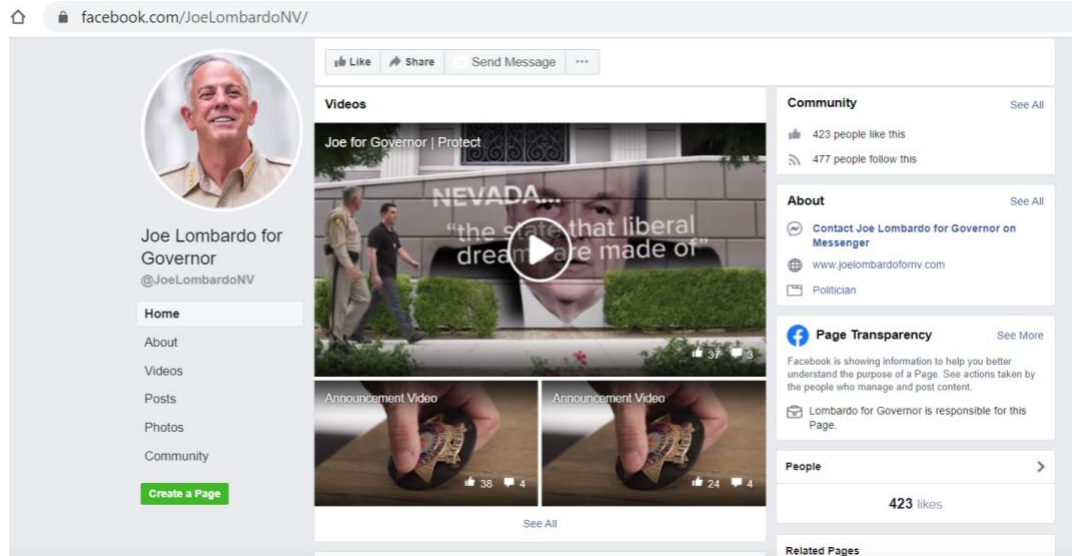 facebook.com/JoeLombardoNV/
Like
Share
Send Message
...
Joe Lombardo for
Governor
@JoeLombardoNV
Home
About
Videos
Posts
Photos
Community
Create a Page
Videos
Joe for Governor | Protect
NEVADA...
"the state that liberal
dreams are made of"
37
3
Announcement Video
38
4
Announcement Video
24
4
See All
Community
See All
423 people like this
477 people follow this
About
See All
Contact Joe Lombardo for Governor on
Messenger
www.joelombardofornv.com
Politician
Page Transparency
See More
Facebook is showing information to help you better
understand the purpose of a Page. See actions taken by
the people who manage and post content.
Lombardo for Governor is responsible for this
Page.
People
423 likes
Related Pages